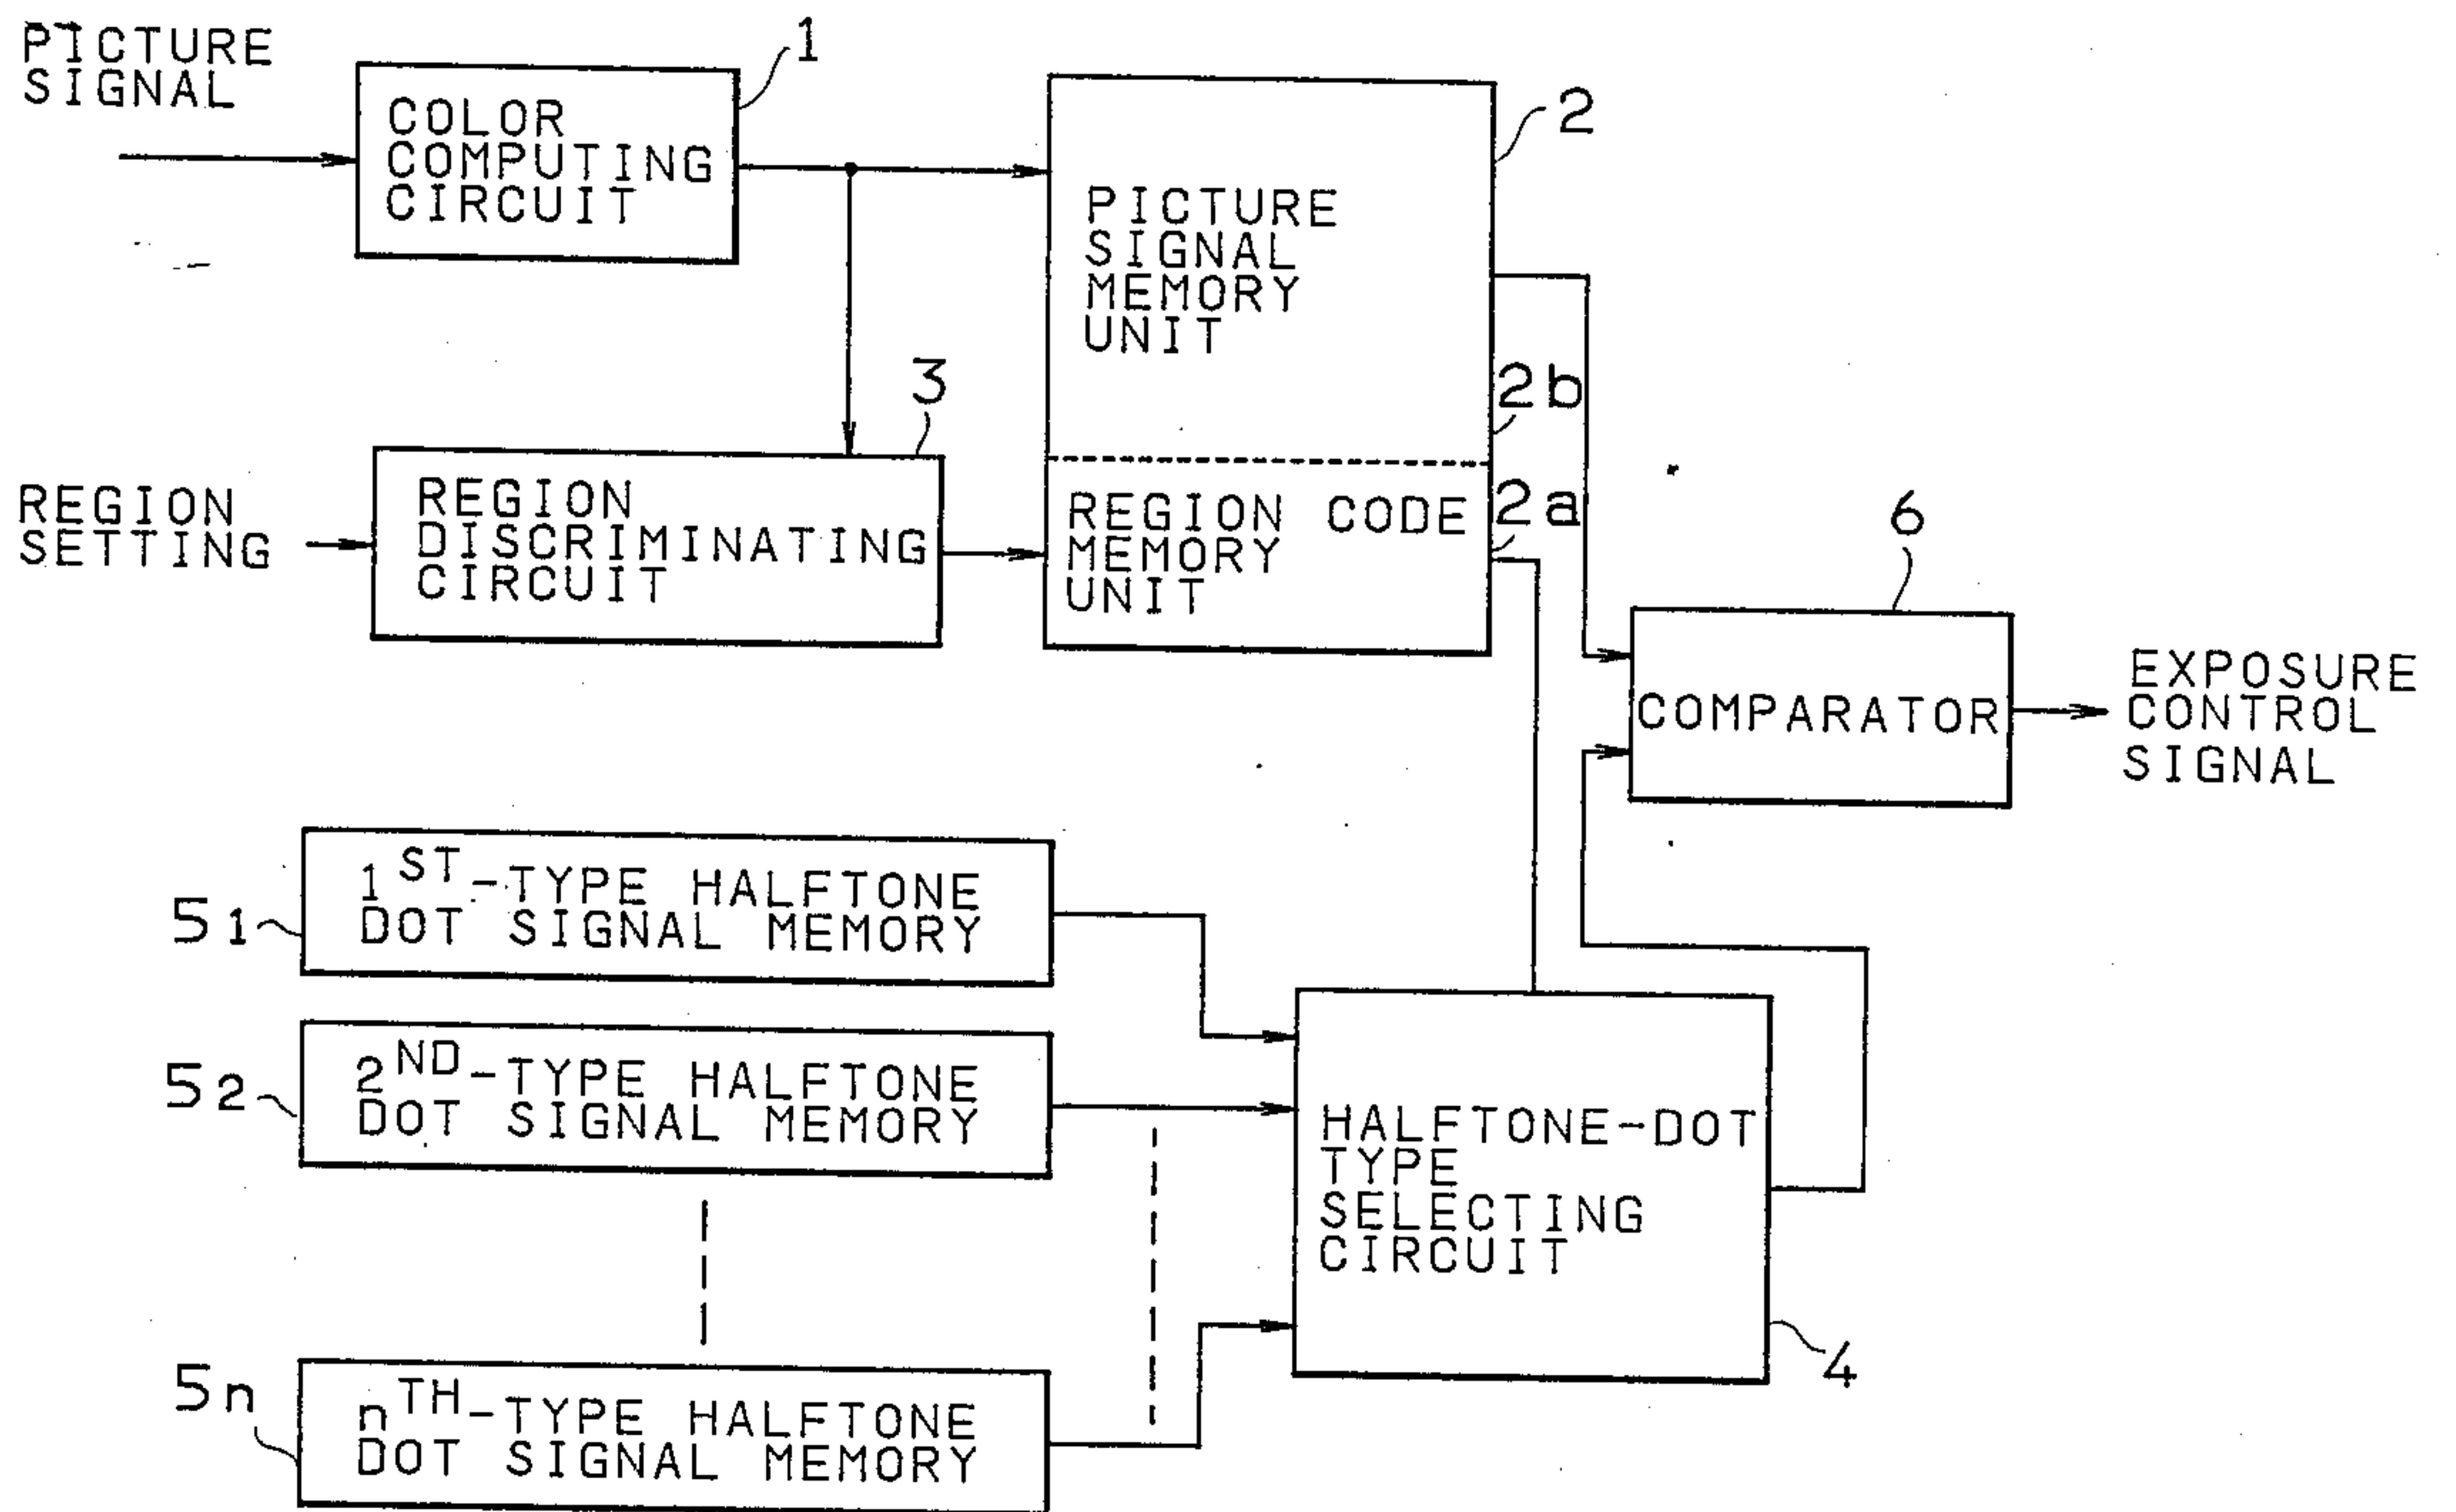 PICTURE
SIGNAL
1
COLOR
COMPUTING
CIRCUIT
2
PICTURE
SIGNAL
MEMORY
UNIT
2b
3
REGION
SETTING
REGION
DISCRIMINATING
CIRCUIT
REGION CODE
MEMORY
UNIT
2a
6
COMPARATOR
EXPOSURE
CONTROL
SIGNAL
51
1ST-TYPE HALFTONE
DOT SIGNAL MEMORY
52
2ND-TYPE HALFTONE
DOT SIGNAL MEMORY
HALFTONE-DOT
TYPE
SELECTING
CIRCUIT
4
5n
nTH-TYPE HALFTONE
DOT SIGNAL MEMORY